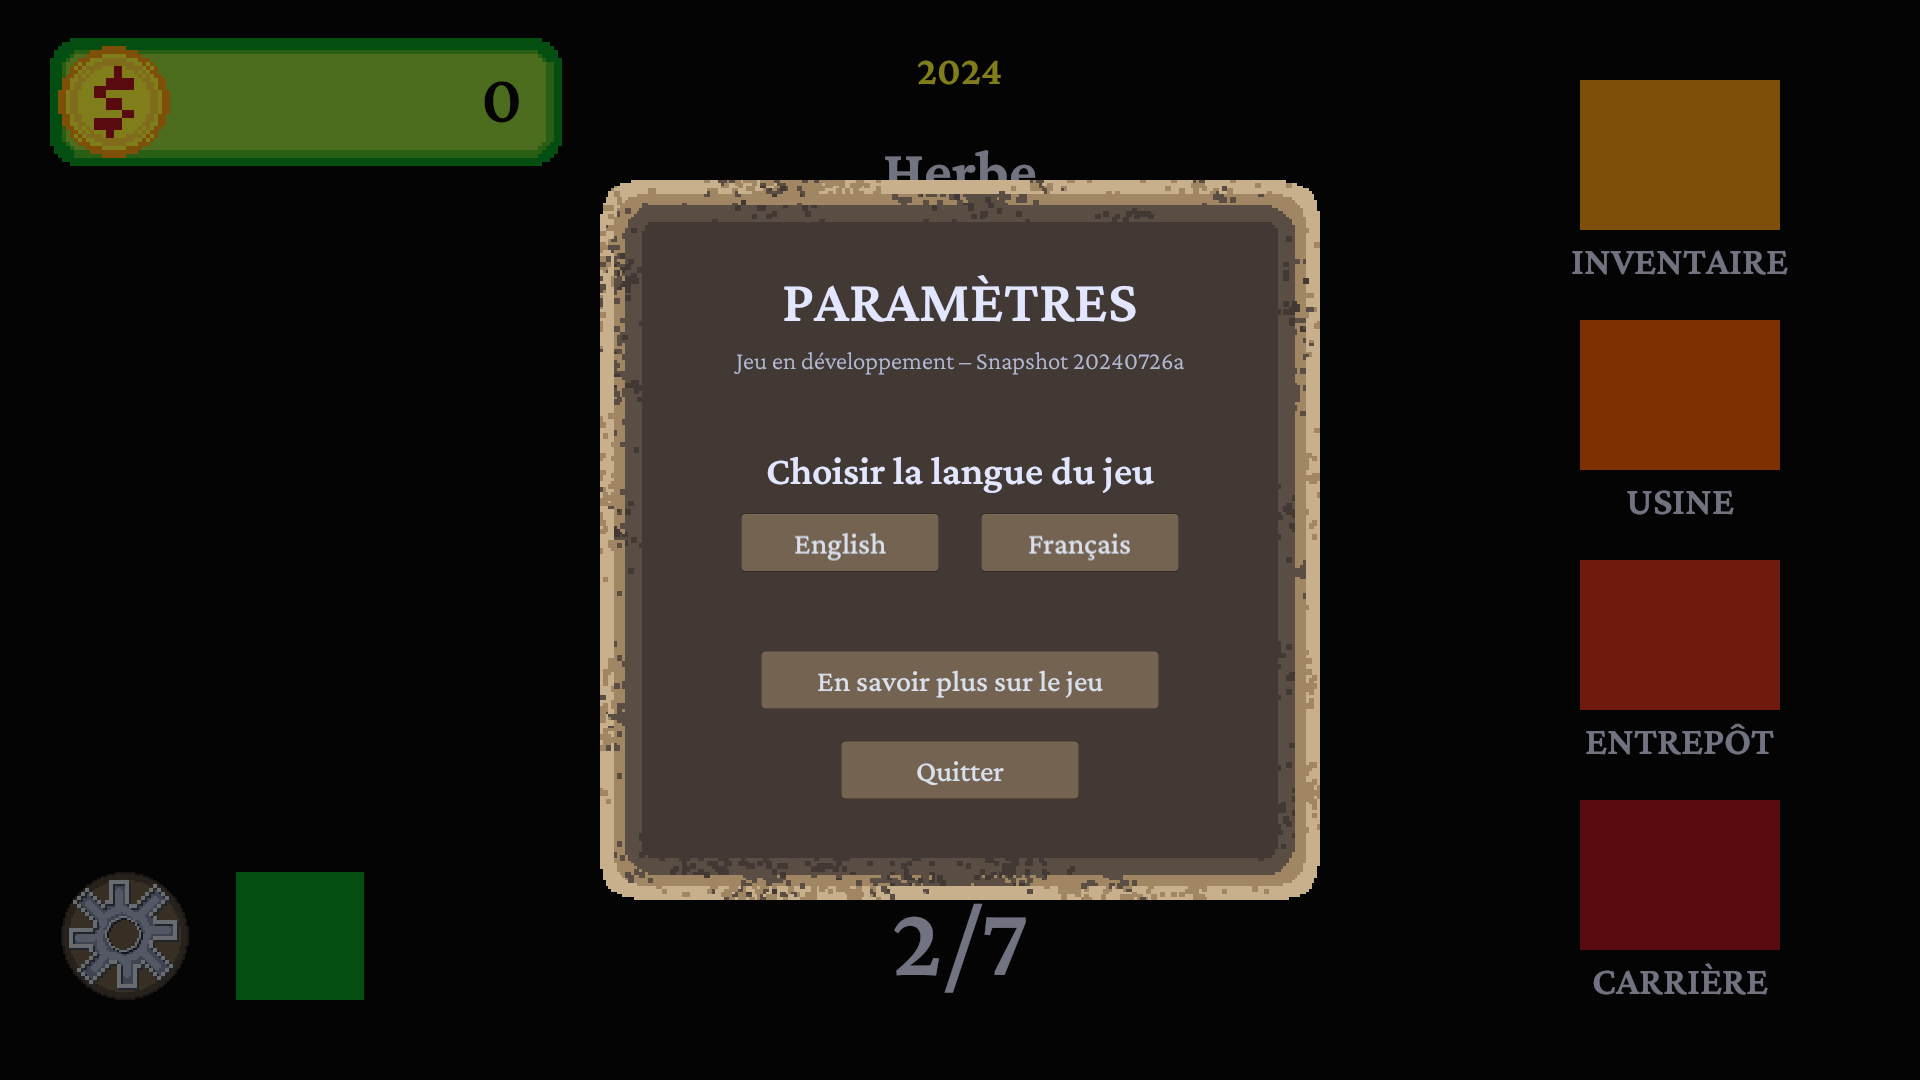 0
2024
Herbe
PARAMÈTRES
Jeu en développement – Snapshot 20240726a
Choisir la langue du jeu
English
Français
En savoir plus sur le jeu
Quitter
2/7
INVENTAIRE
USINE
ENTREPÔT
CARRIÈRE